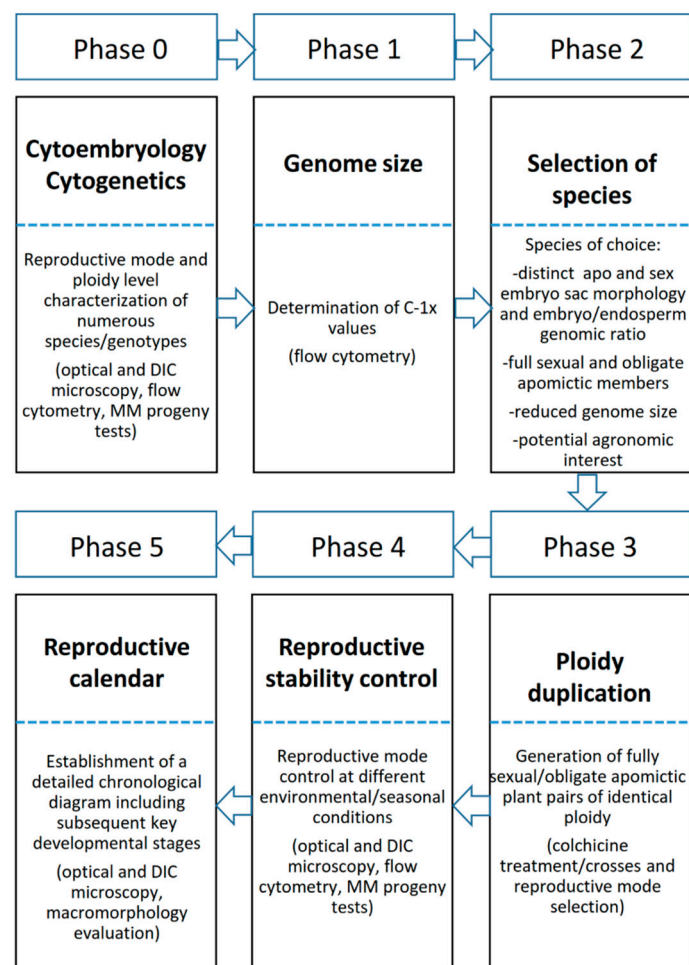 Phase 0
Phase 1
Phase 2
Cytoembryology
Cytogenetics
Reproductive mode and
ploidy level
characterization of
numerous
species/genotypes
(optical and DIC
microscopy, flow
cytometry, MM progeny
tests)
Genome size
Determination of C-1x
values
(flow cytometry)
Selection of
species
Species of choice:
-distinct apo and sex
embryo sac morphology
and embryo/endosperm
genomic ratio
-full sexual and obligate
apomictic members
-reduced genome size
-potential agronomic
interest
Phase 5
Phase 4
Phase 3
Reproductive
calendar
Establishment of a
detailed chronological
diagram including
subsequent key
developmental stages
(optical and DIC
microscopy,
macromorphology
evaluation)
Reproductive
stability control
Reproductive mode
control at different
environmental/seasonal
conditions
(optical and DIC
microscopy, flow
cytometry, MM progeny
tests)
Ploidy
duplication
Generation of fully
sexual/obligate apomictic
plant pairs of identical
ploidy
(colchicine
treatment/crosses and
reproductive mode
selection)